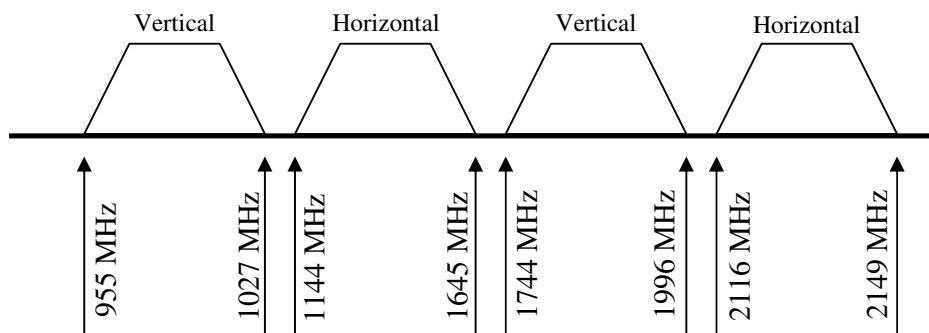 Vertical
Horizontal
Vertical
Horizontal
955 MHz
1027 MHz
1144 MHz
1645 MHz
1744 MHz
1996 MHz
2116 MHz
2149 MHz